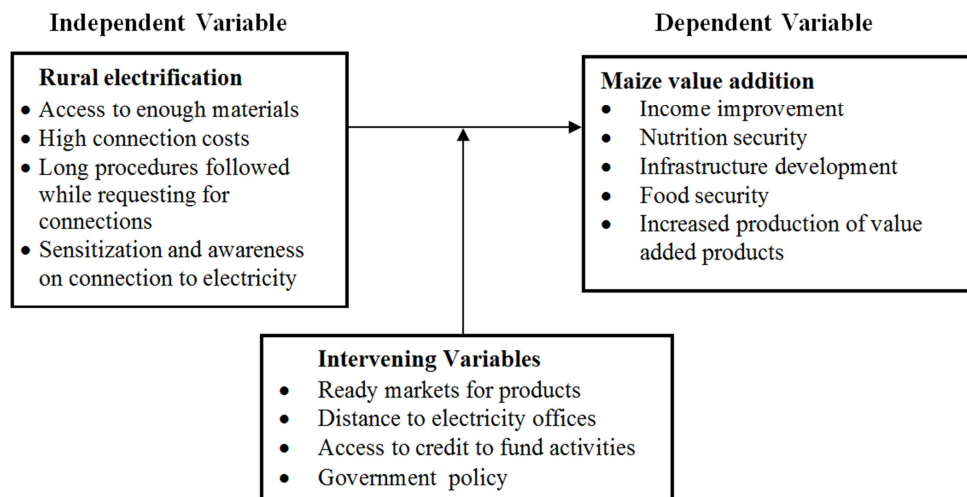 Independent Variable
Rural electrification
• Access to enough materials
• High connection costs
• Long procedures followed
while requesting for
connections
• Sensitization and awareness
on connection to electricity
Dependent Variable
Maize value addition
• Income improvement
• Nutrition security
• Infrastructure development
• Food security
• Increased production of value
added products
Intervening Variables
• Ready markets for products
• Distance to electricity offices
• Access to credit to fund activities
• Government policy